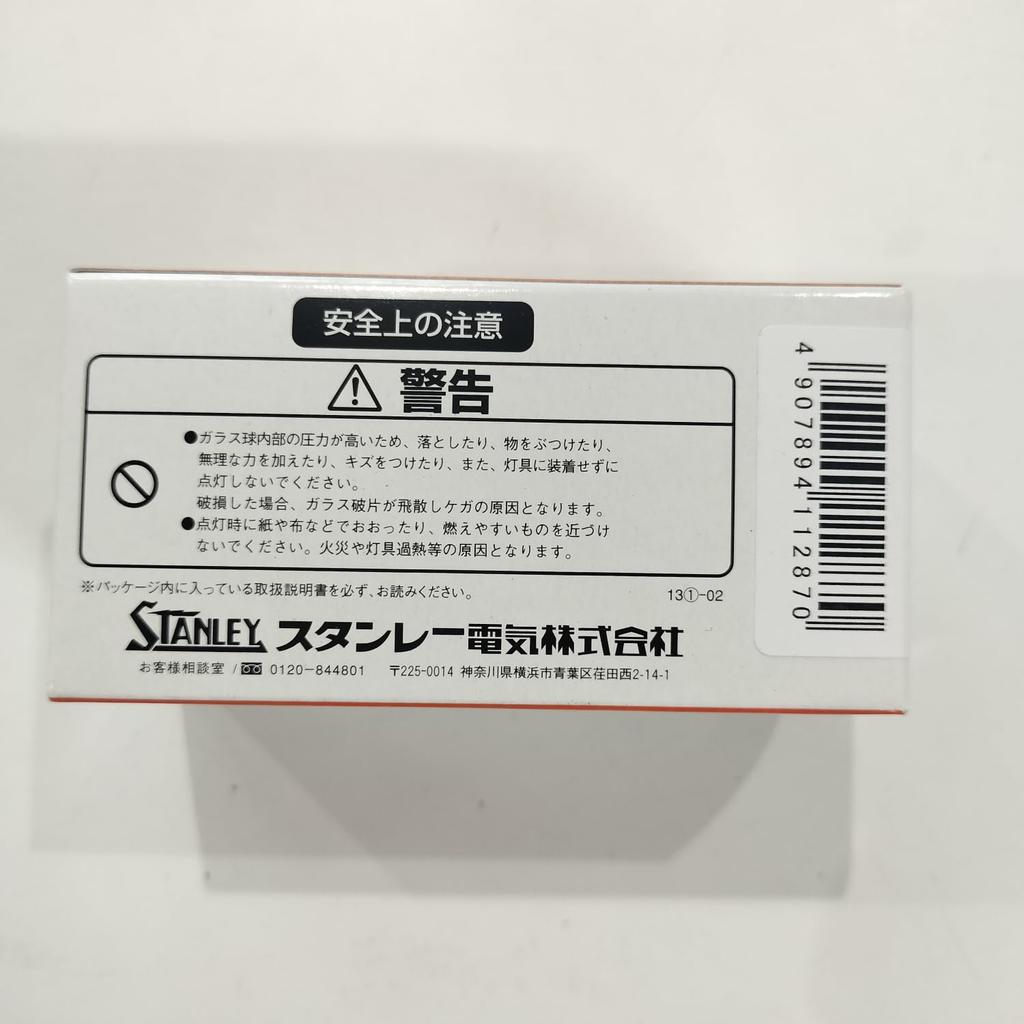 安全上の注意
警告
●ガラス球内部の圧力が高いため、落としたり、物をぶつけたり、
無理な力を加えたり、キズをつけたり、また、灯具に装着せずに
点灯しないでください。
破損した場合、ガラス破片が飛散しケガの原因となります。
●点灯時に紙や布などでおおったり、燃えやすいものを近づけ
ないでください。火災や灯具過熱等の原因となります。
※パッケージ内に入っている取扱説明書を必ず、お読みください。
13①-02
STANLEY スタンレー電気株式会社
お客様相談室 / 0120-844801 〒225-0014 神奈川県横浜市青葉区荏田西2-14-1
4 907894 112870